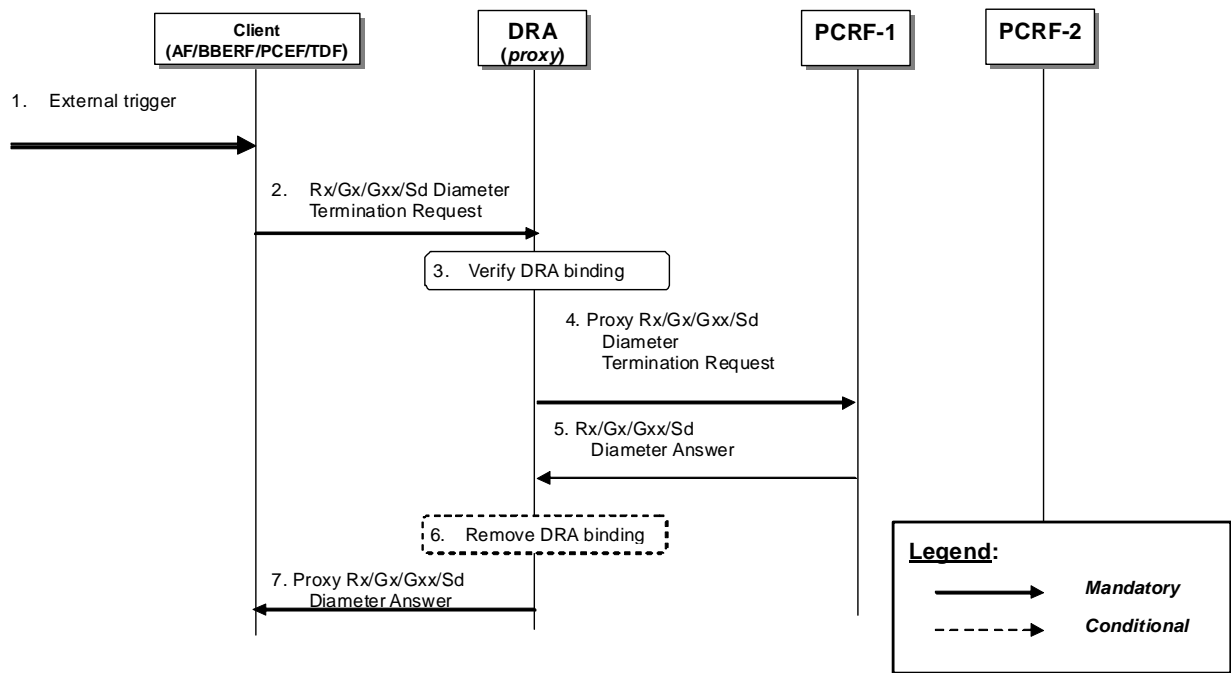 Client
(AF/BBERF/PCEF/TDF)
DRA
(proxy)
PCRF-1
PCRF-2
1. External trigger
2. Rx/Gx/Gxx/Sd Diameter
Termination Request
3. Verify DRA binding
4. Proxy Rx/Gx/Gxx/Sd
Diameter
Termination Request
5. Rx/Gx/Gxx/Sd
Diameter Answer
6. Remove DRA binding
7. Proxy Rx/Gx/Gxx/Sd
Diameter Answer
Legend:
Mandatory
Conditional